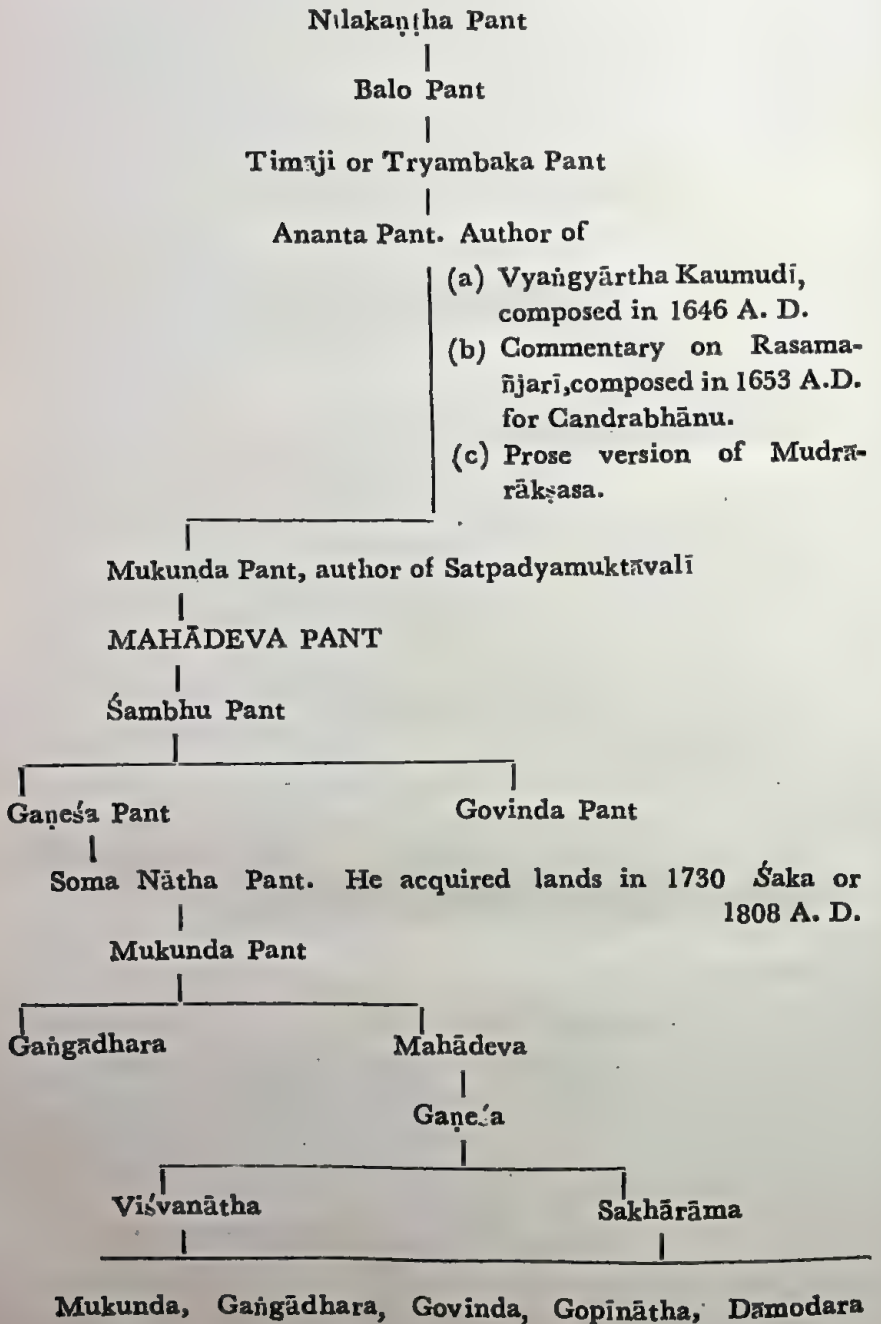 Nīlakaṇṭha Pant
Balo Pant
Timāji or Tryambaka Pant
Ananta Pant. Author of
(a) Vyaṅgyārtha Kaumudī,
composed in 1646 A. D.
(b) Commentary on Rasama-
ñjarī,composed in 1653 A.D.
for Candrabhānu.
(c) Prose version of Mudrā-
rākṣasa.
Mukunda Pant, author of Satpadyamuktāvalī
MAHĀDEVA PANT
Śambhu Pant
Gaṇeśa Pant Govinda Pant
Soma Nātha Pant. He acquired lands in 1730 Śaka or
1808 A. D.
Mukunda Pant
Gaṅgādhara Mahādeva
Gaṇeśa
Viśvanātha Sakhārāma
Mukunda, Gaṅgādhara, Govinda, Gopīnātha, Dāmodara